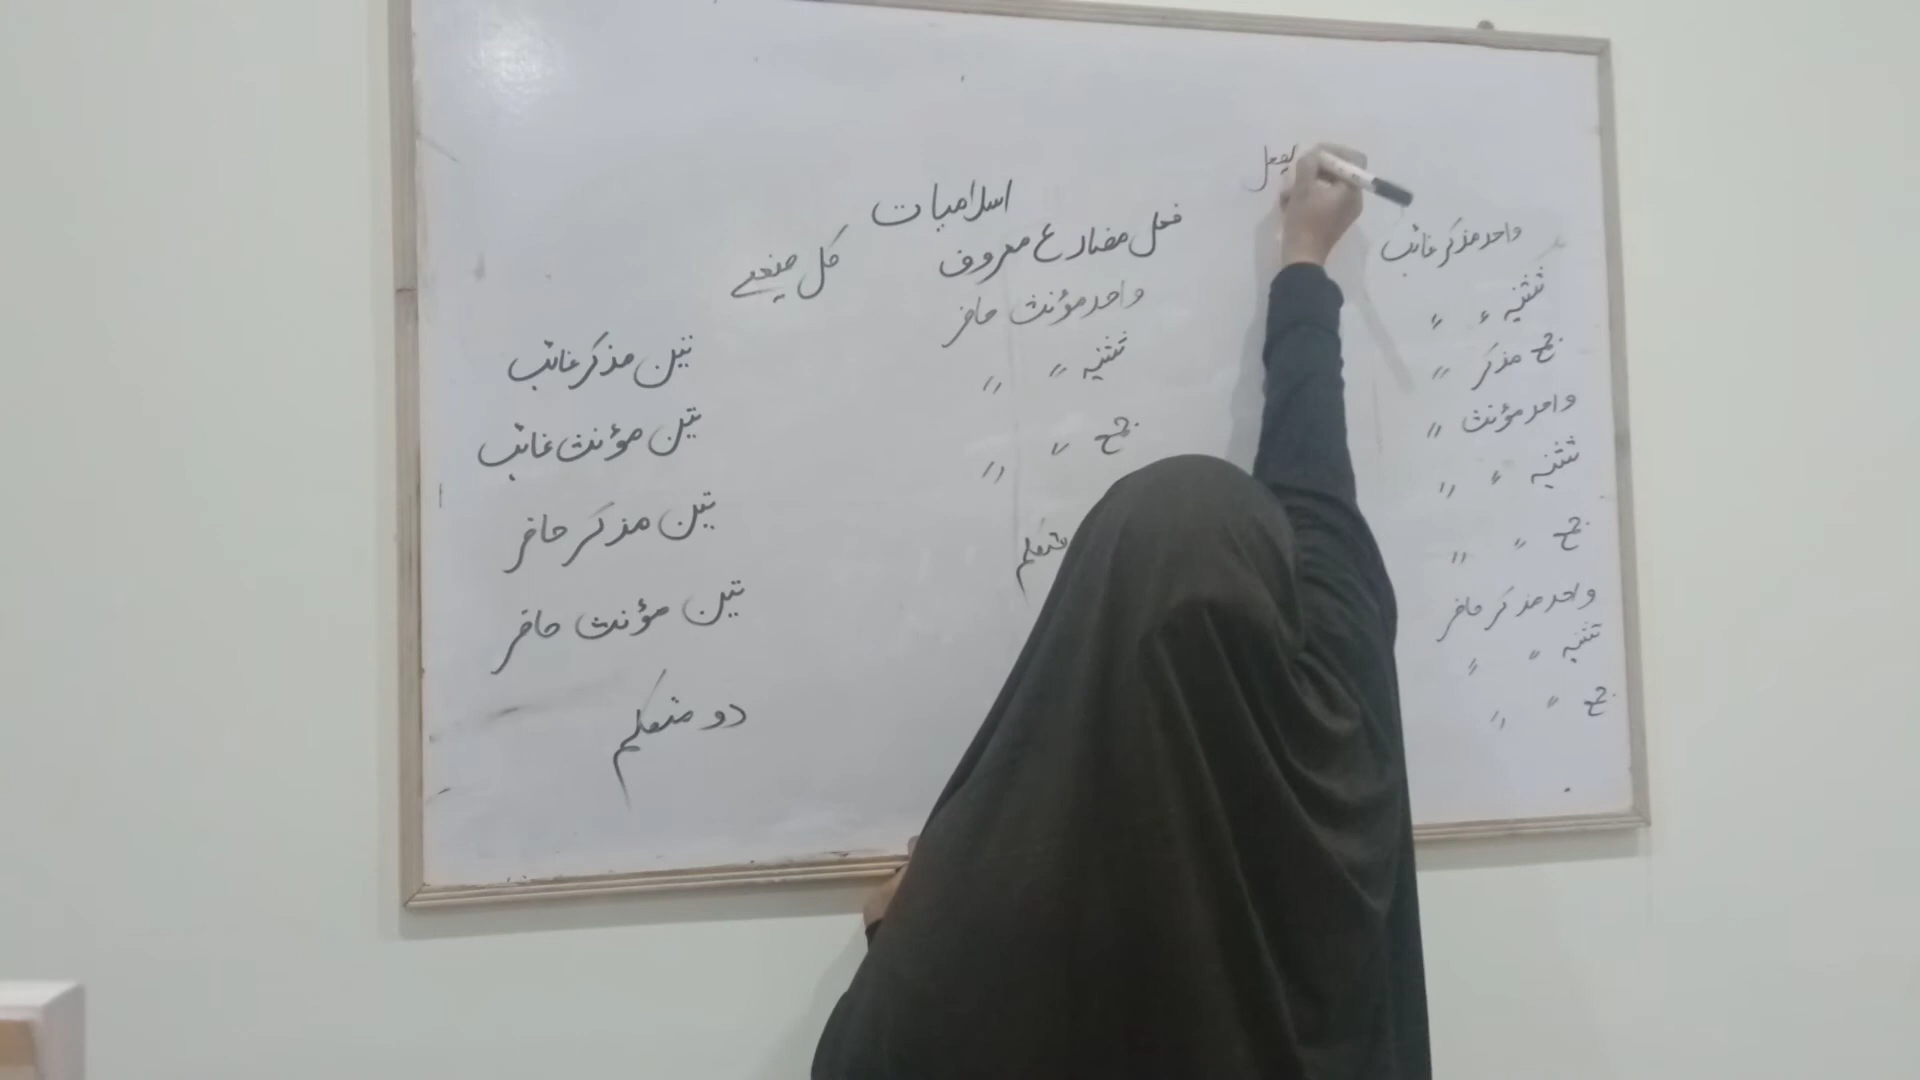 اسلامیات
فعل مضارع معروف
کل صیغے
یفعل
واحد مذکر غائب
تثنیہ 〃 〃
جمع مذکر 〃
واحد مؤنث 〃
تثنیہ 〃 〃
جمع 〃 〃
واحد مذکر حاضر
تثنیہ 〃 〃
جمع 〃 〃
واحد مؤنث حاضر
تثنیہ 〃 〃
جمع 〃 〃
متکلم
تین مذکر غائب
تین مؤنث غائب
تین مذکر حاضر
تین مؤنث حاضر
دو متکلم